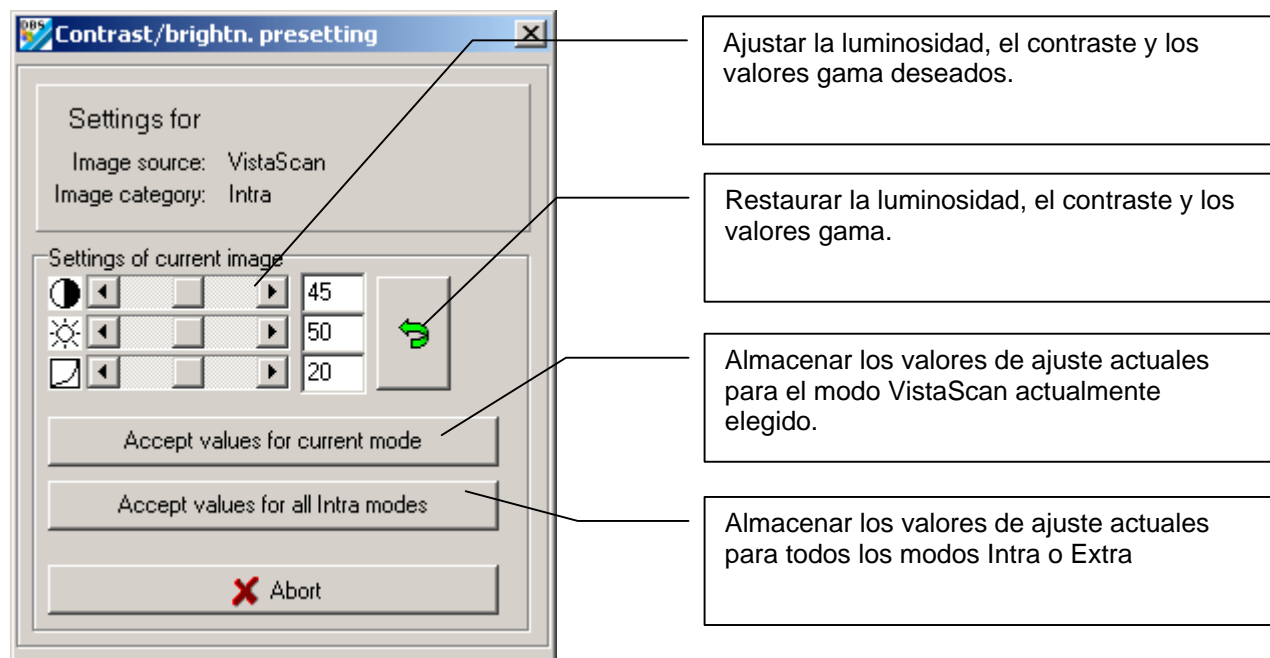 DBS
Contrast/brightn. presetting
Settings for
Image source: VistaScan
Image category: Intra
Settings of current image
45
50
20
Accept values for current mode
Accept values for all Intra modes
Abort
Ajustar la luminosidad, el contraste y los
valores gama deseados.
Restaurar la luminosidad, el contraste y los
valores gama.
Almacenar los valores de ajuste actuales
para el modo VistaScan actualmente
elegido.
Almacenar los valores de ajuste actuales
para todos los modos Intra o Extra